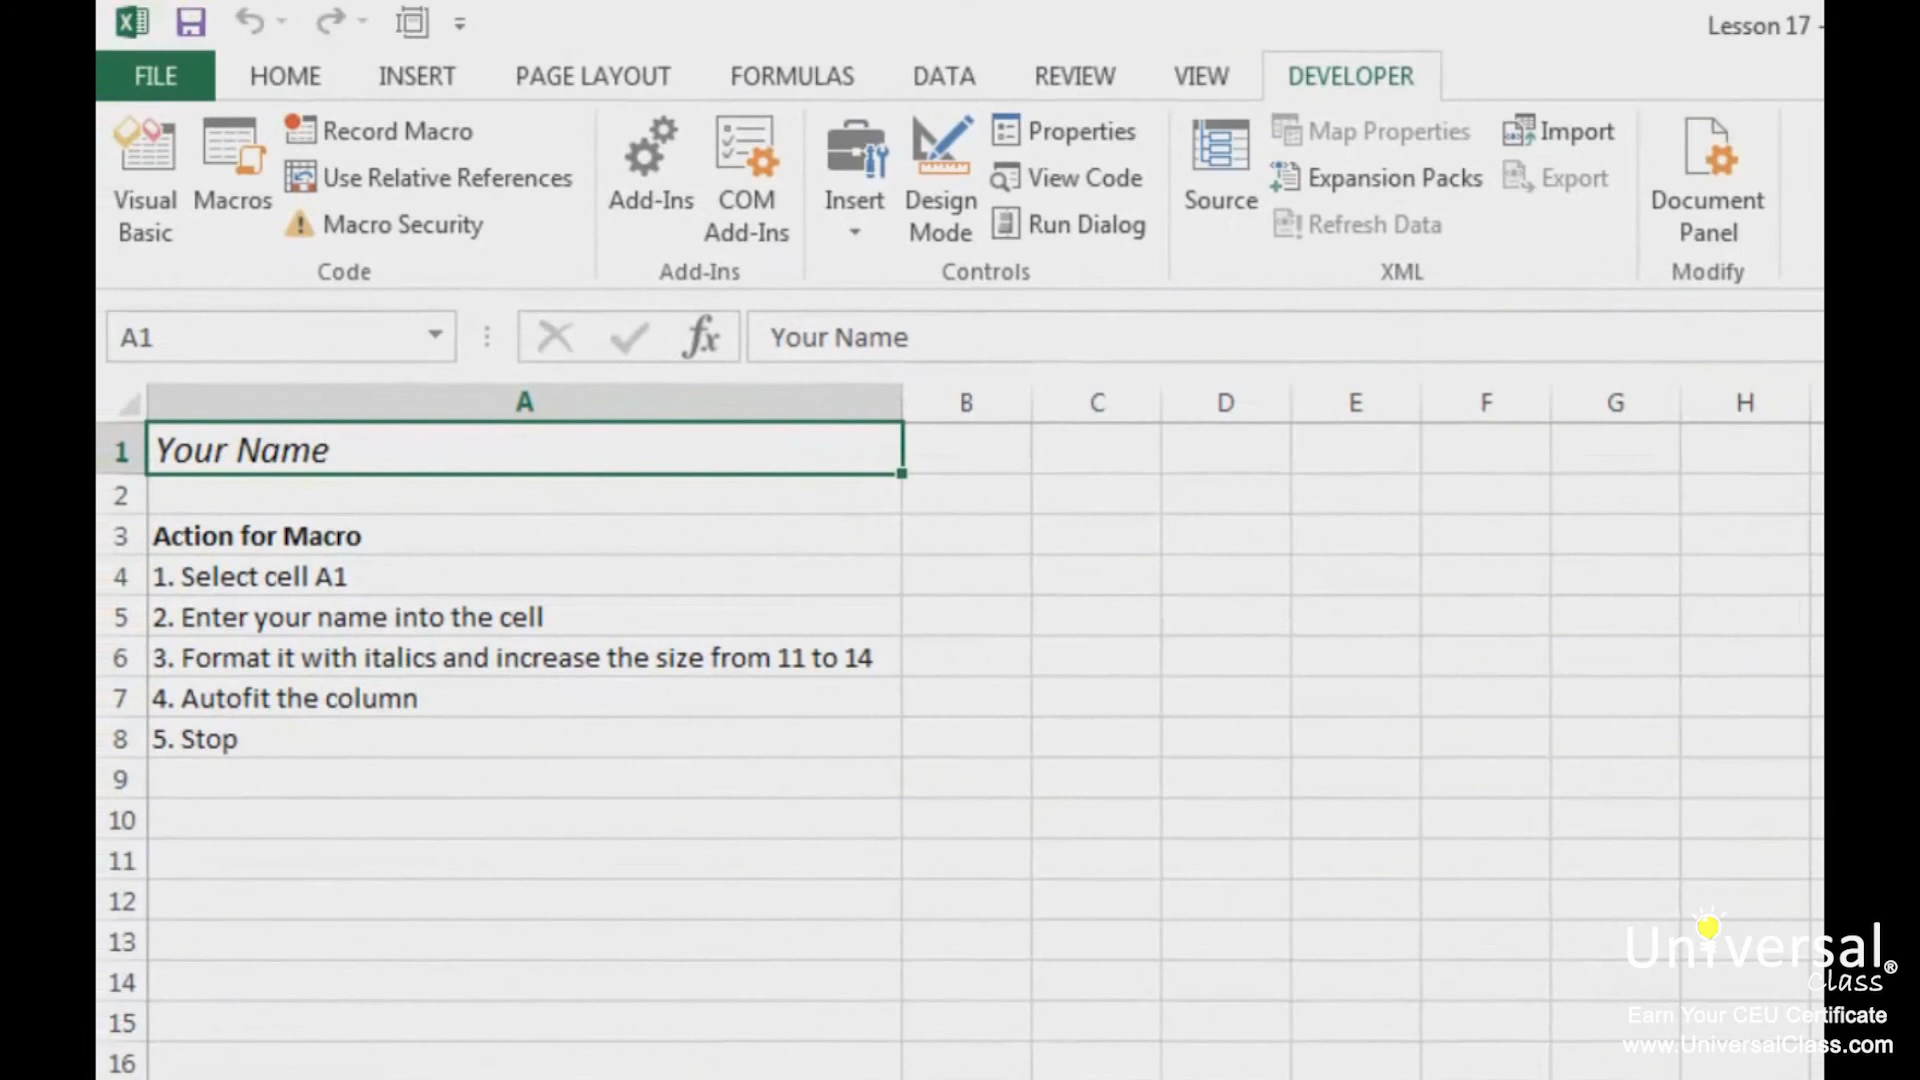 Lesson 17 -
FILE HOME INSERT PAGE LAYOUT FORMULAS DATA REVIEW VIEW DEVELOPER
Visual Basic
Macros
Record Macro
Use Relative References
Macro Security
Code
Add-Ins
COM Add-Ins
Add-Ins
Insert
Design Mode
Properties
View Code
Run Dialog
Controls
Source
Map Properties
Expansion Packs
Refresh Data
Import
Export
XML
Document Panel
Modify
A1 fx Your Name
A B C D E F G H
1 Your Name
2
3 Action for Macro
4 1. Select cell A1
5 2. Enter your name into the cell
6 3. Format it with italics and increase the size from 11 to 14
7 4. Autofit the column
8 5. Stop
9
10
11
12
13
14
15
16
Universal
Class®
Earn Your CEU Certificate
www.UniversalClass.com